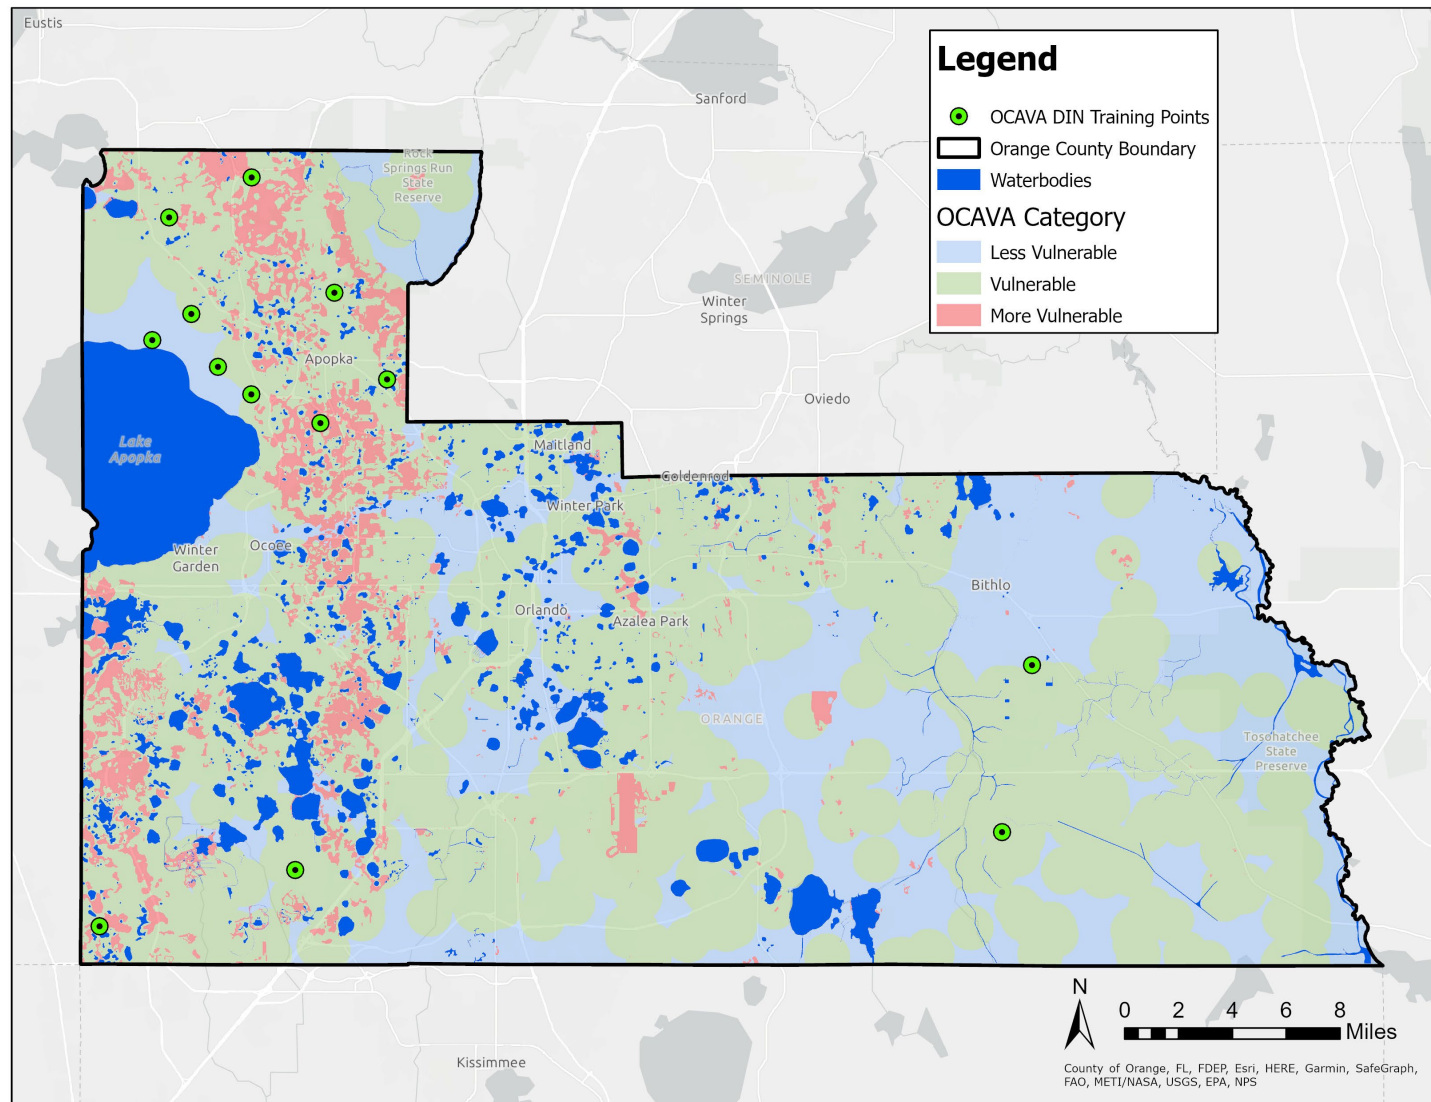 Eustis
Sanford
Legend
OCAVA DIN Training Points
Orange County Boundary
Waterbodies
OCAVA Category
Less Vulnerable
Vulnerable
More Vulnerable
Rock
Springs Run
State
Reserve
SEMINOLE
Winter
Springs
Apopka
Oviedo
Lake
Apopka
Maitland
Goldenrod
Winter Park
Winter
Garden
Ocoee
Bithlo
Orlando
Azalea Park
ORANGE
Tosohatchee
State
Preserve
N
0 2 4 6 8
Miles
Kissimmee
County of Orange, FL, FDEP, Esri, HERE, Garmin, SafeGraph,
FAO, METI/NASA, USGS, EPA, NPS